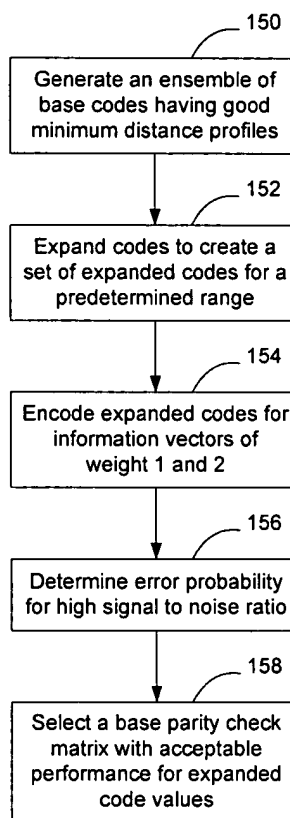 150
Generate an ensemble of
base codes having good
minimum distance profiles
152
Expand codes to create a
set of expanded codes for a
predetermined range
154
Encode expanded codes for
information vectors of
weight 1 and 2
156
Determine error probability
for high signal to noise ratio
158
Select a base parity check
matrix with acceptable
performance for expanded
code values